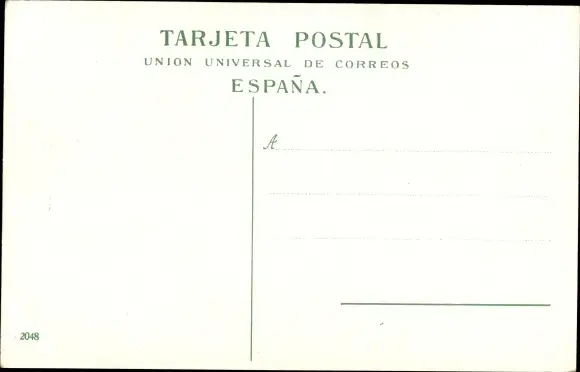 TARJETA POSTAL
UNION UNIVERSAL DE CORREOS
ESPAÑA.
A
2048